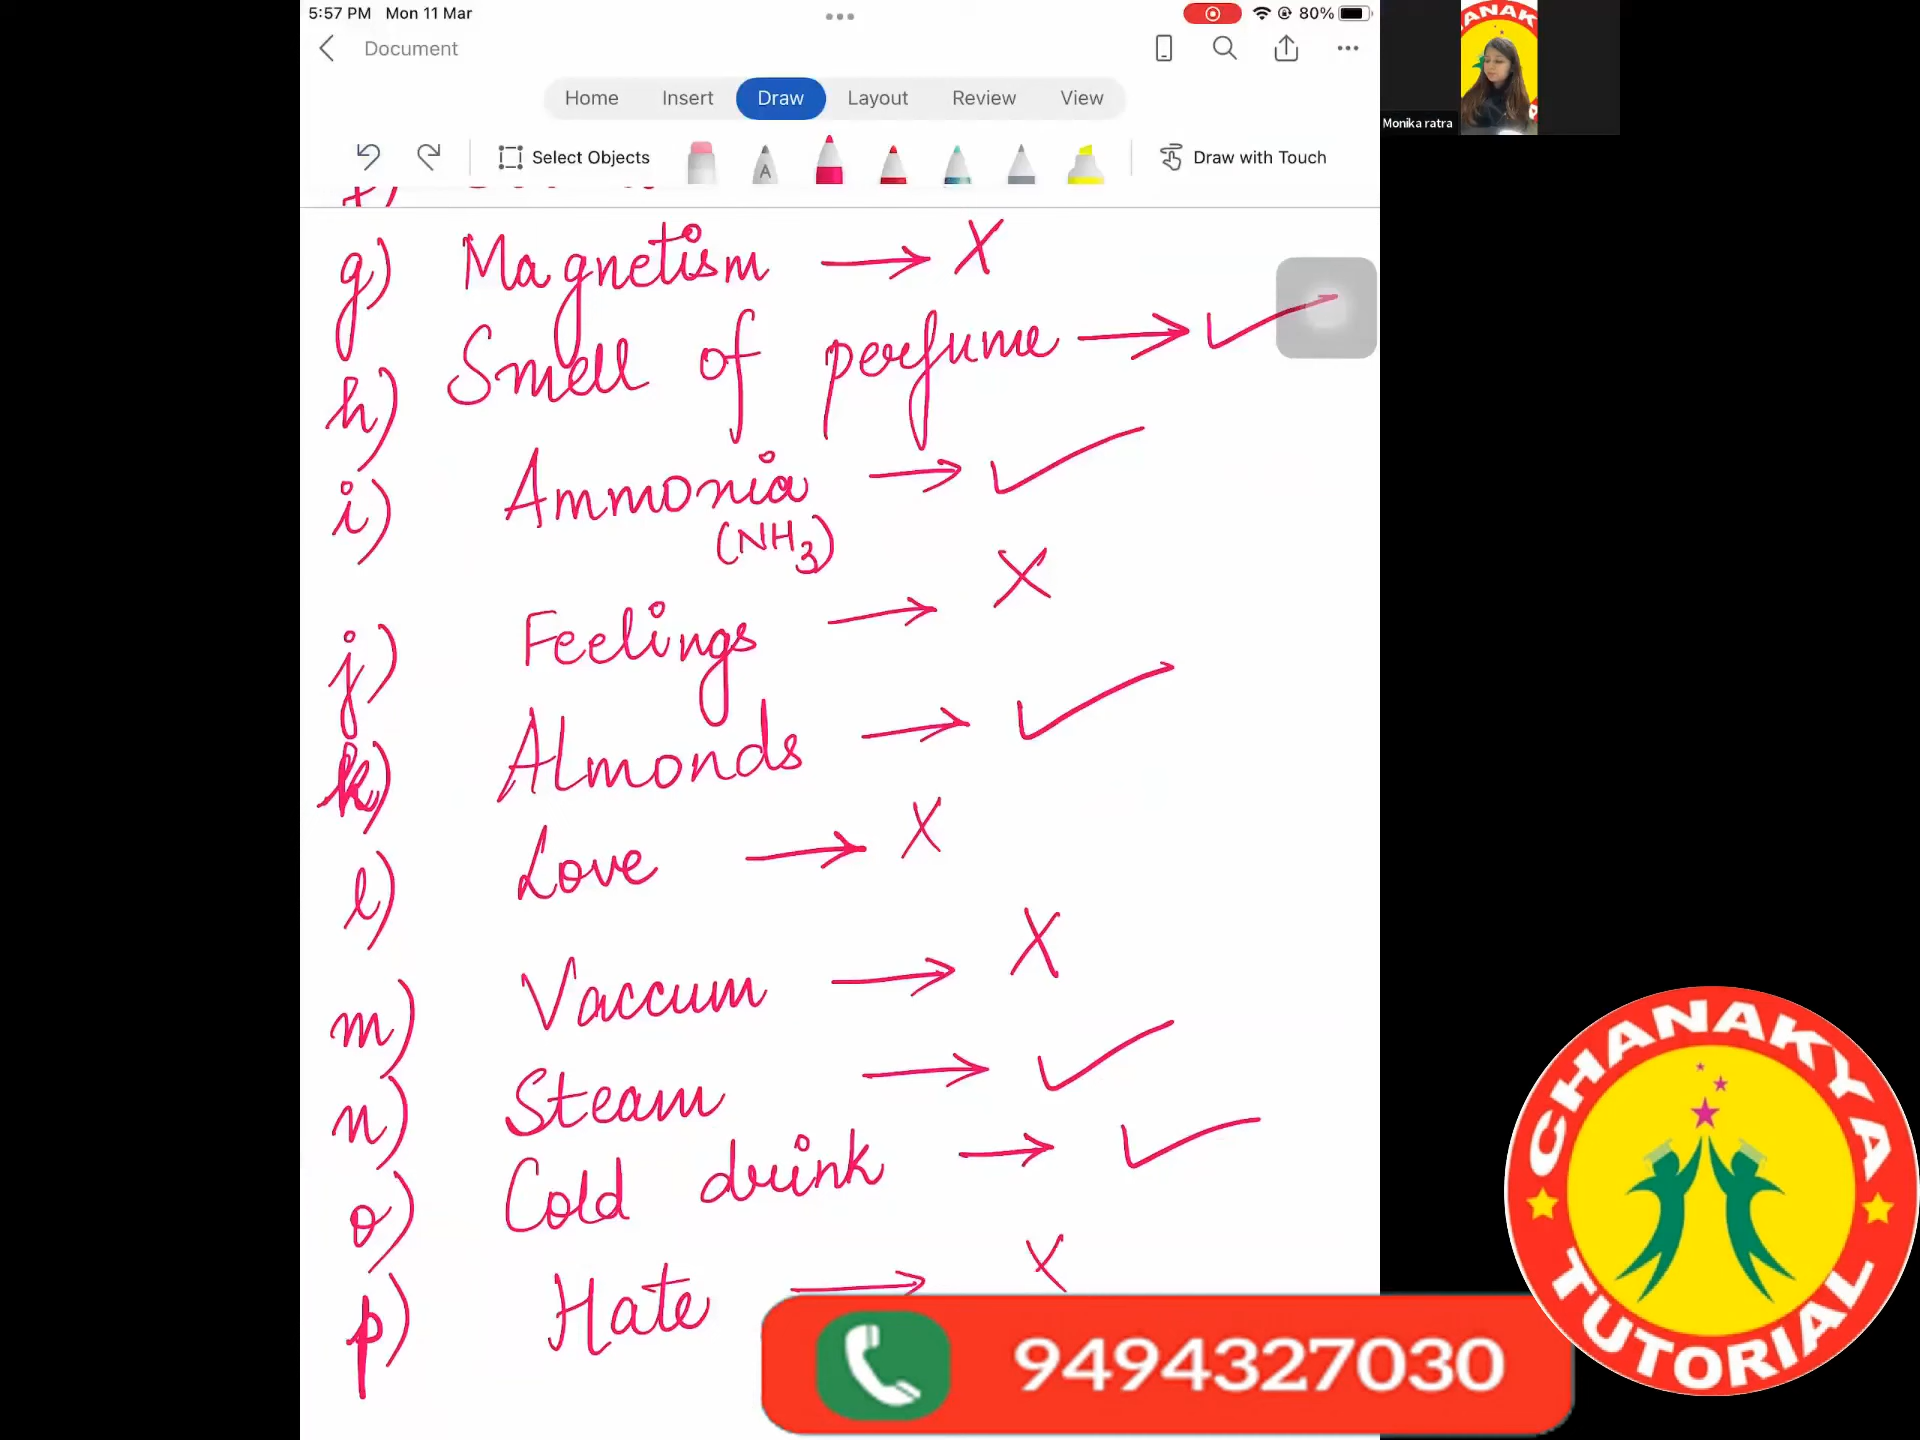 5:57 PM Mon 11 Mar
80%
Document
Home Insert Draw Layout Review View
Select Objects
A
Draw with Touch
Monika ratra
g) Magnetism → X
h) Smell of perfume → ✓
i) Ammonia → ✓
(NH3)
j) Feelings → X
k) Almonds → ✓
l) Love → X
m) Vaccum → X
n) Steam → ✓
o) Cold drink → ✓
p) Hate → X
9494327030
CHANAKYA
TUTORIAL